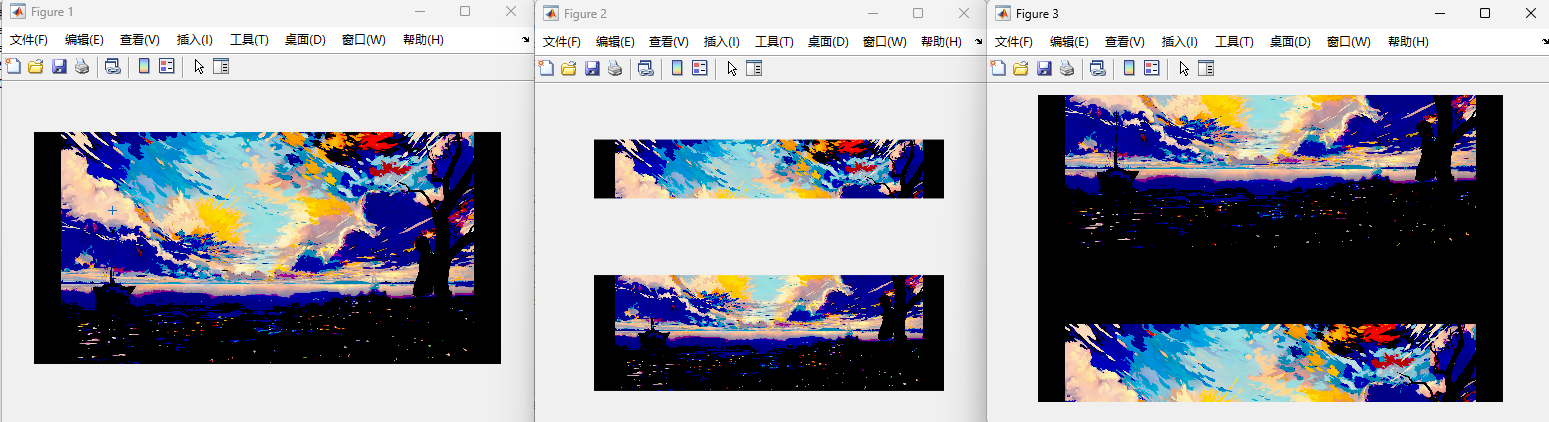 Figure 1
文件(F) 编辑(E) 查看(V) 插入(I) 工具(T) 桌面(D) 窗口(W) 帮助(H)
Figure 2
文件(F) 编辑(E) 查看(V) 插入(I) 工具(T) 桌面(D) 窗口(W) 帮助(H)
Figure 3
文件(F) 编辑(E) 查看(V) 插入(I) 工具(T) 桌面(D) 窗口(W) 帮助(H)